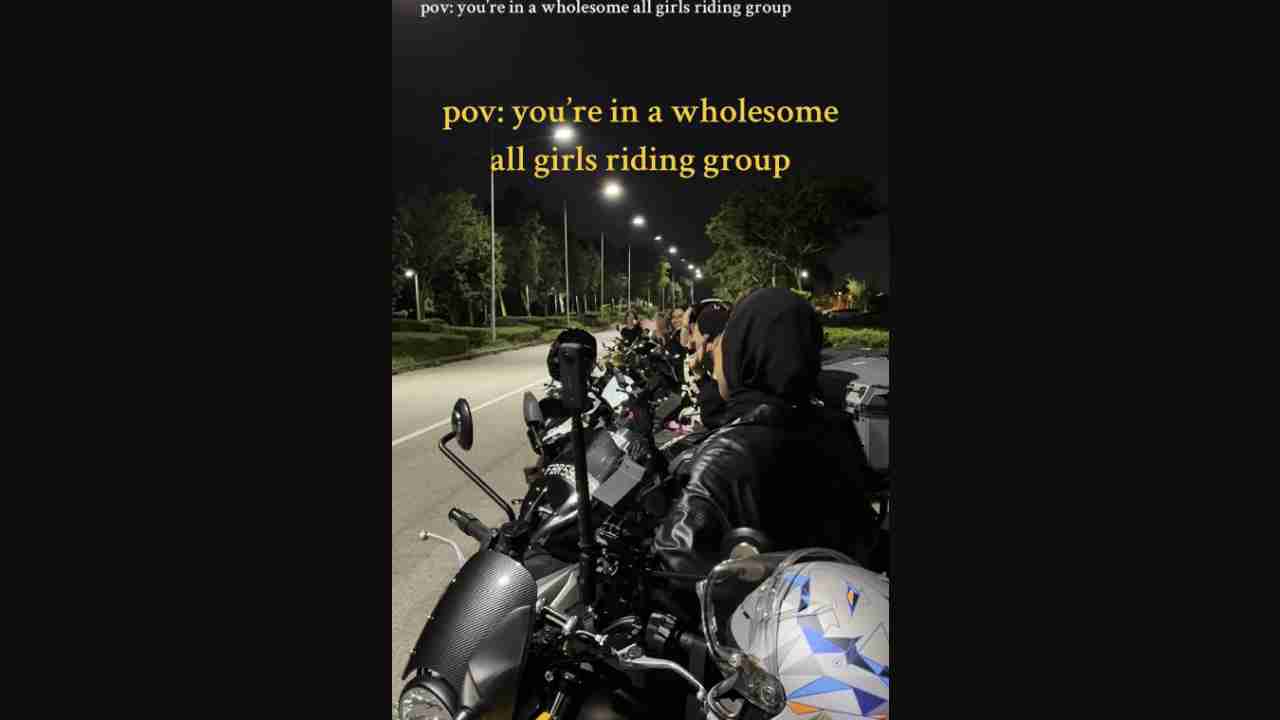 pov: you're in a wholesome all girls riding group
pov: you're in a wholesome
all girls riding group